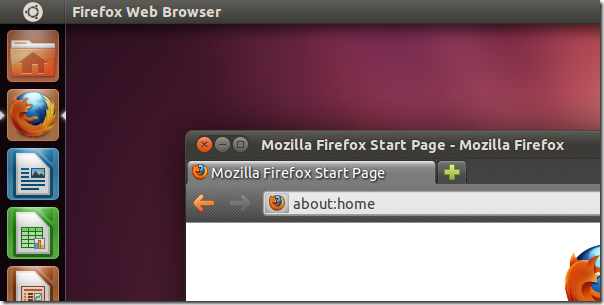 Firefox Web Browser
Mozilla Firefox Start Page - Mozilla Firefox
Mozilla Firefox Start Page
about:home